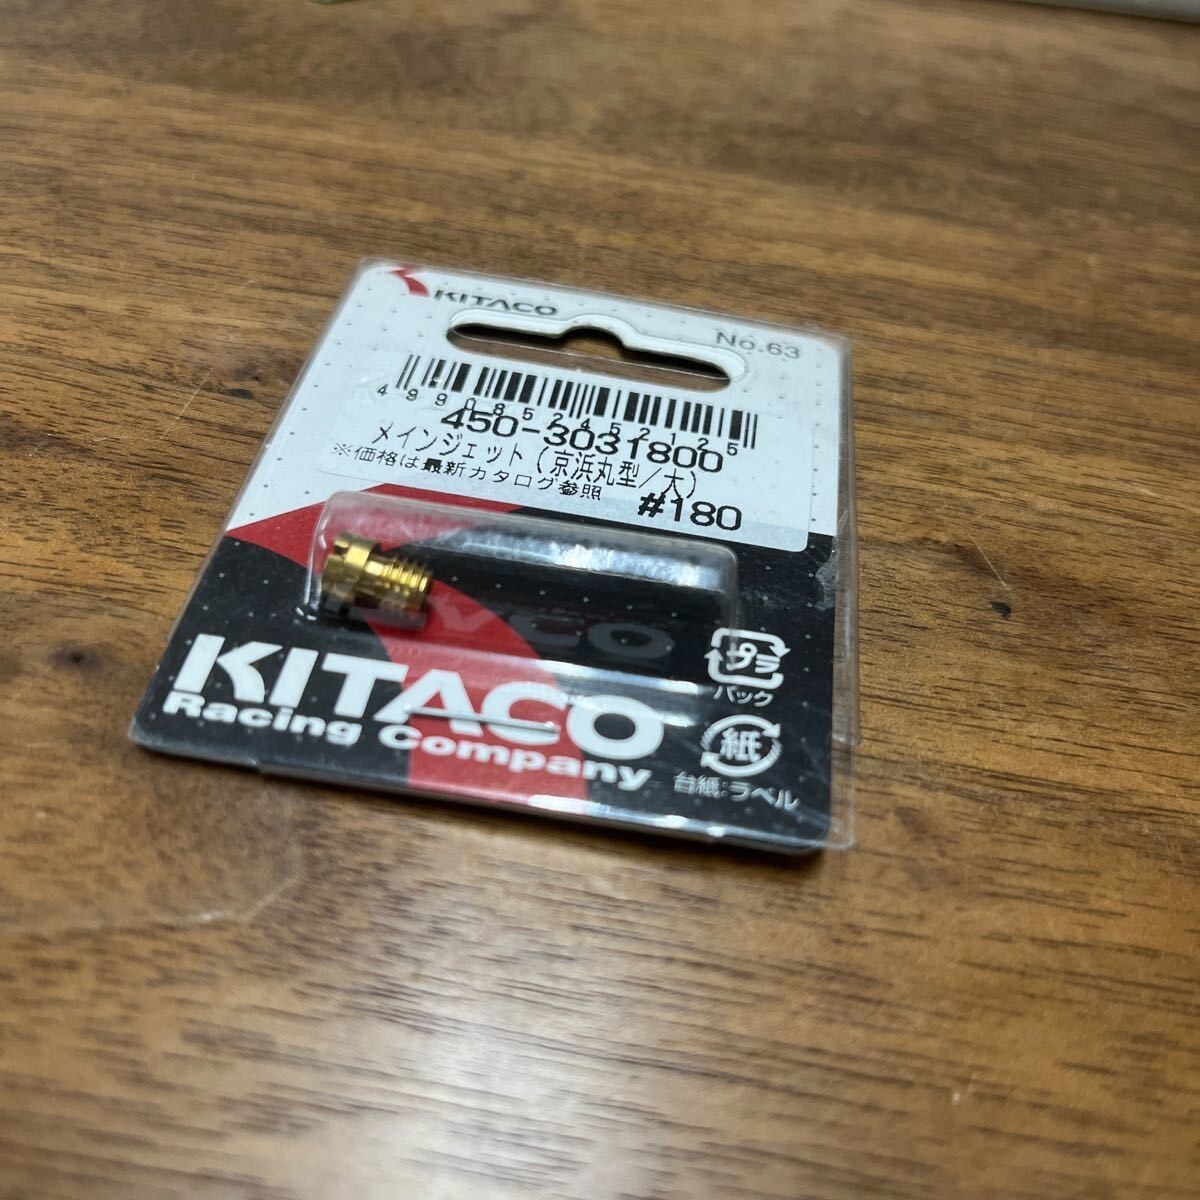 KITACO
No.63
4990852452125
450-3031800
メインジェット(京浜丸型/大)
※価格は最新カタログ参照
#180
KITACO
Racing Company
プラ
パック
紙
台紙:ラベル